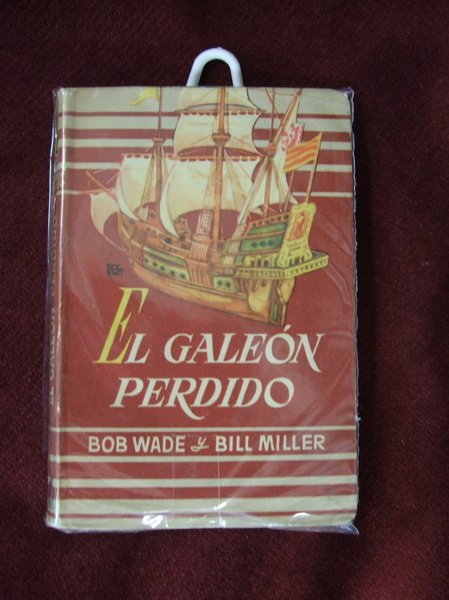 EL GALEÓN
PERDIDO
BOB WADE y BILL MILLER